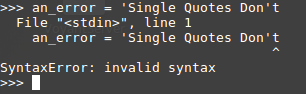 >>> an_error = 'Single Quotes Don't
  File "<stdin>", line 1
    an_error = 'Single Quotes Don't
                                  ^
SyntaxError: invalid syntax
>>>